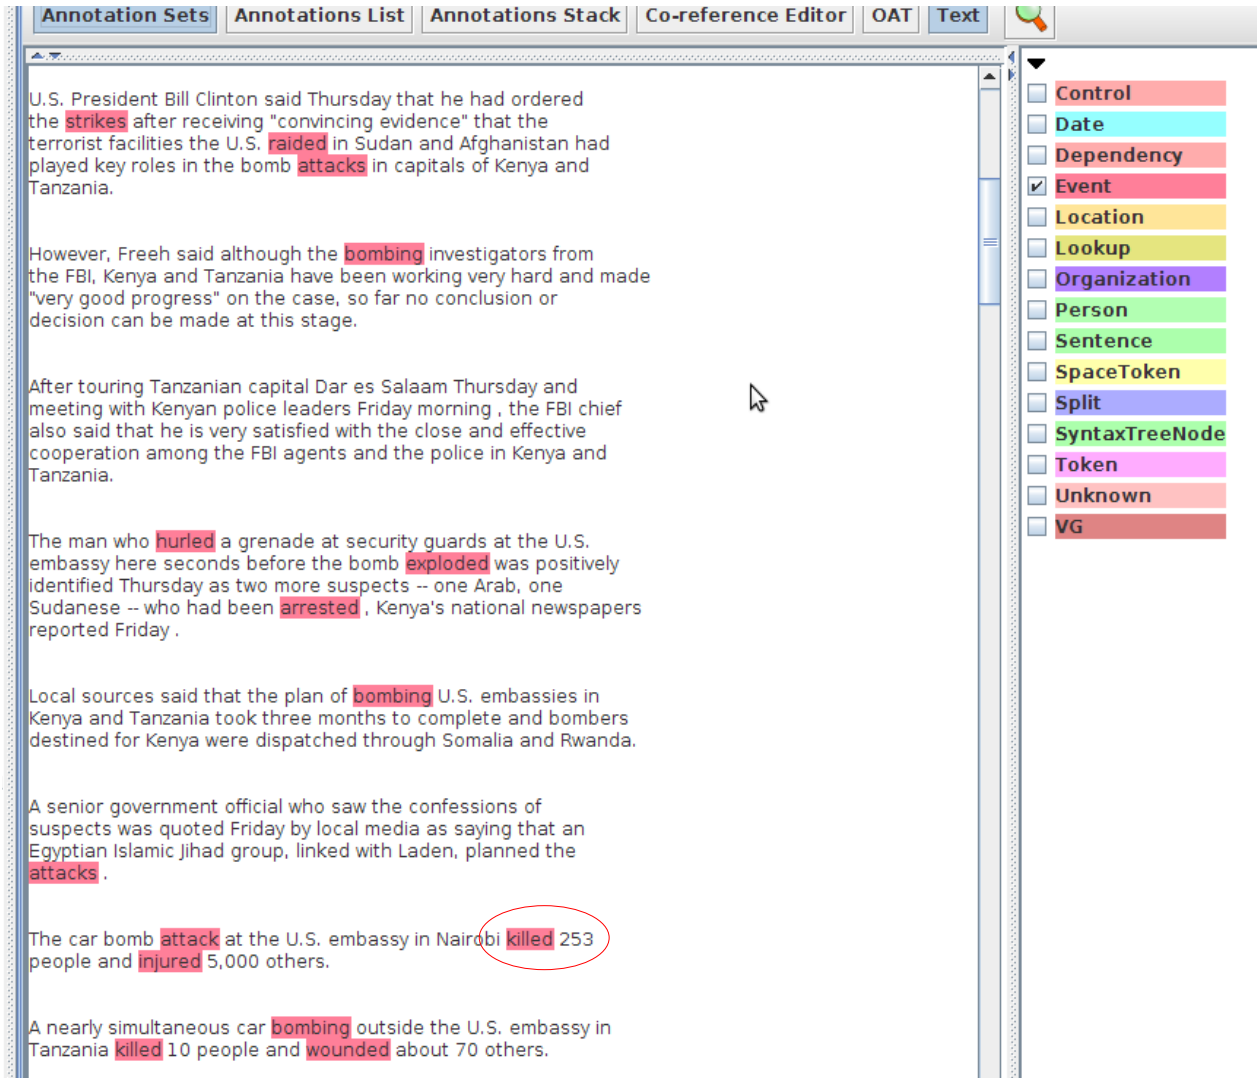 Annotation Sets Annotations List Annotations Stack Co-reference Editor OAT Text
U.S. President Bill Clinton said Thursday that he had ordered
the strikes after receiving "convincing evidence" that the
terrorist facilities the U.S. raided in Sudan and Afghanistan had
played key roles in the bomb attacks in capitals of Kenya and
Tanzania.
However, Freeh said although the bombing investigators from
the FBI, Kenya and Tanzania have been working very hard and made
"very good progress" on the case, so far no conclusion or
decision can be made at this stage.
After touring Tanzanian capital Dar es Salaam Thursday and
meeting with Kenyan police leaders Friday morning , the FBI chief
also said that he is very satisfied with the close and effective
cooperation among the FBI agents and the police in Kenya and
Tanzania.
The man who hurled a grenade at security guards at the U.S.
embassy here seconds before the bomb exploded was positively
identified Thursday as two more suspects -- one Arab, one
Sudanese -- who had been arrested , Kenya's national newspapers
reported Friday .
Local sources said that the plan of bombing U.S. embassies in
Kenya and Tanzania took three months to complete and bombers
destined for Kenya were dispatched through Somalia and Rwanda.
A senior government official who saw the confessions of
suspects was quoted Friday by local media as saying that an
Egyptian Islamic Jihad group, linked with Laden, planned the
attacks .
The car bomb attack at the U.S. embassy in Nairobi killed 253
people and injured 5,000 others.
A nearly simultaneous car bombing outside the U.S. embassy in
Tanzania killed 10 people and wounded about 70 others.
Control
Date
Dependency
Event
Location
Lookup
Organization
Person
Sentence
SpaceToken
Split
SyntaxTreeNode
Token
Unknown
VG